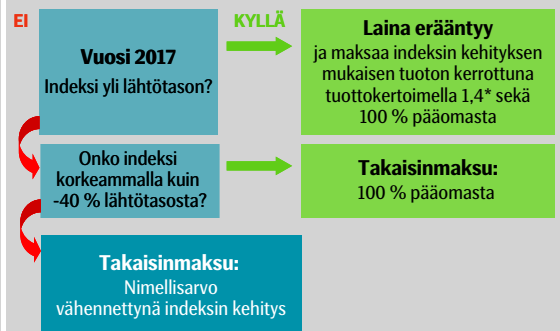 EI
KYLLÄ
Vuosi 2017
Indeksi yli lähtötason?
Laina erääntyy
ja maksaa indeksin kehityksen
mukaisen tuoton kerrottuna
tuottokertoimella 1,4* sekä
100 % pääomasta
Onko indeksi
korkeammalla kuin
-40 % lähtötasosta?
Takaisinmaksu:
100 % pääomasta
Takaisinmaksu:
Nimellisarvo
vähennettynä indeksin kehitys